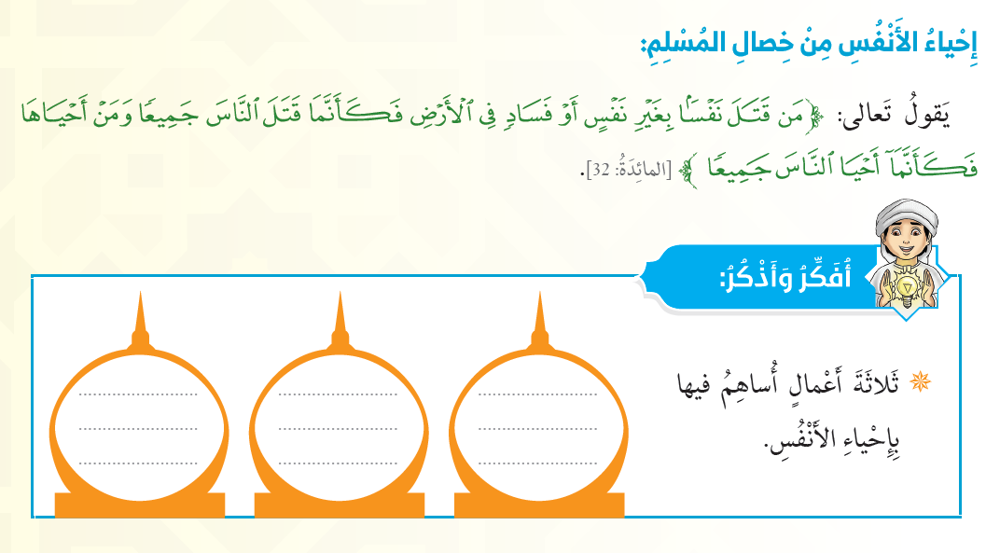 إِحْياءُ الأَنْفُسِ مِنْ خِصالِ المُسْلِمِ:
يَقولُ تَعالى: ﴿مَن قَتَلَ نَفْسًۢا بِغَيْرِ نَفْسٍ أَوْ فَسَادٍ فِى ٱلْأَرْضِ فَكَأَنَّمَا قَتَلَ ٱلنَّاسَ جَمِيعًا وَمَنْ أَحْيَاهَا
فَكَأَنَّمَآ أَحْيَا ٱلنَّاسَ جَمِيعًا﴾ [المائِدَةُ: 32].
أُفَكِّرُ وَأَذْكُرُ:
ثَلاثَةَ أَعْمالٍ أُساهِمُ فيها
بِإِحْياءِ الأَنْفُسِ.